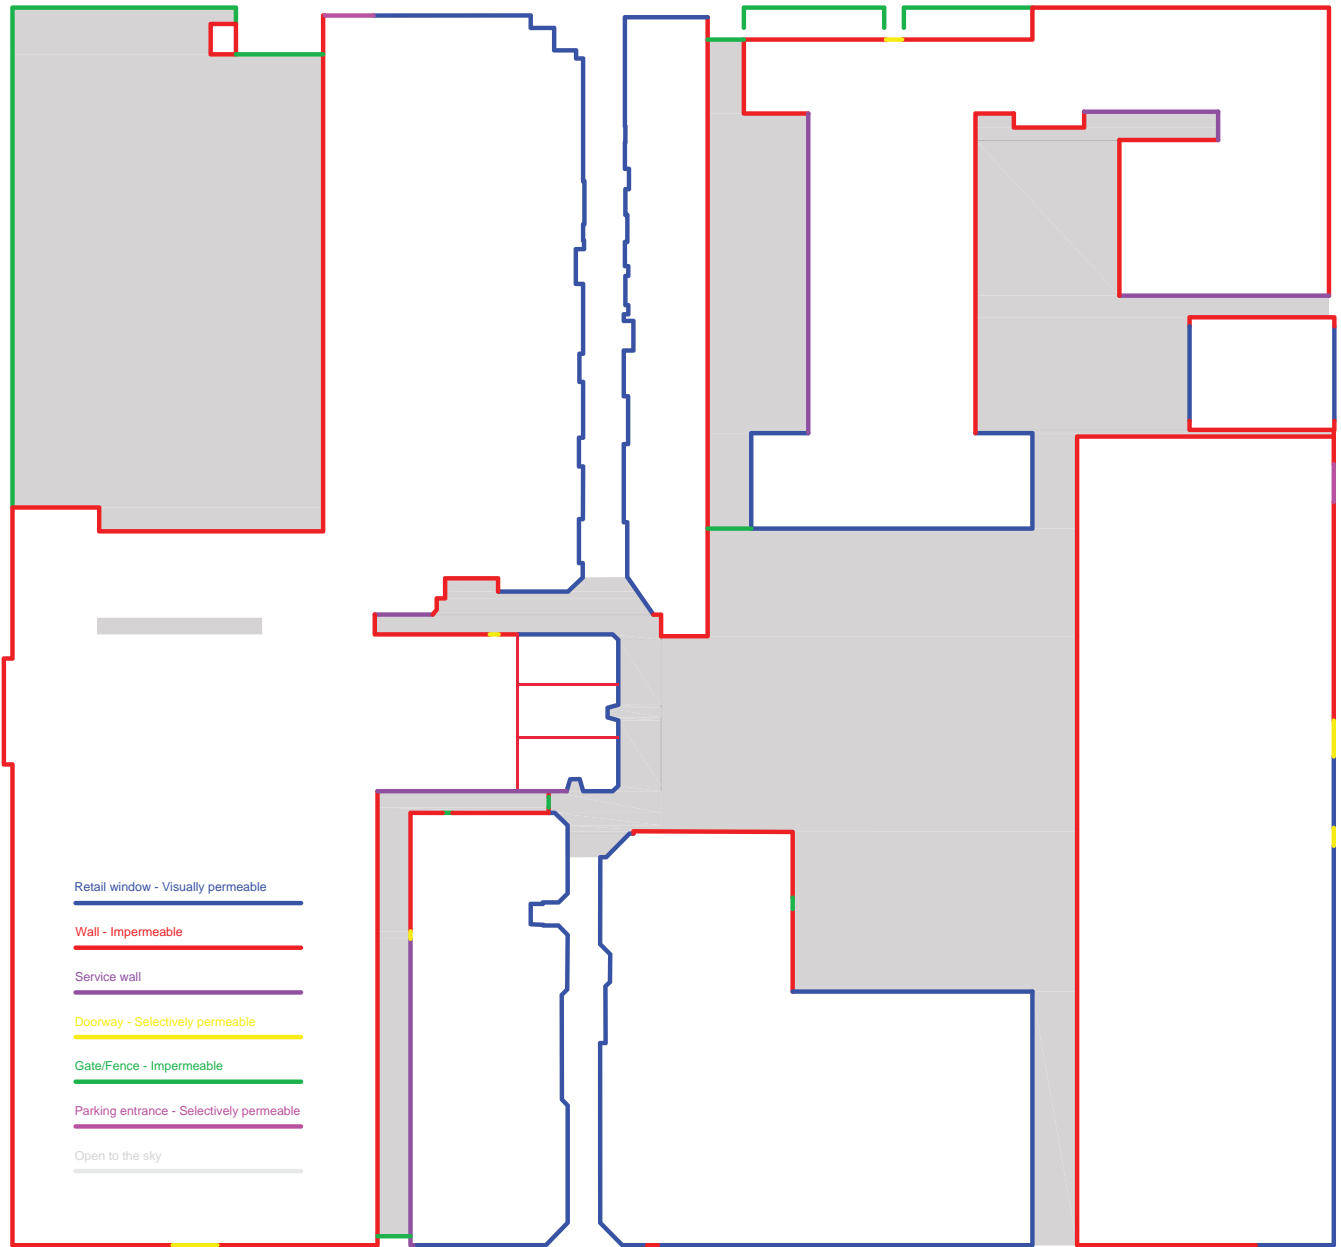 Retail window - Visually permeable
Wall - Impermeable
Service wall
Doorway - Selectively permeable
Gate/Fence - Impermeable
Parking entrance - Selectively permeable
Open to the sky